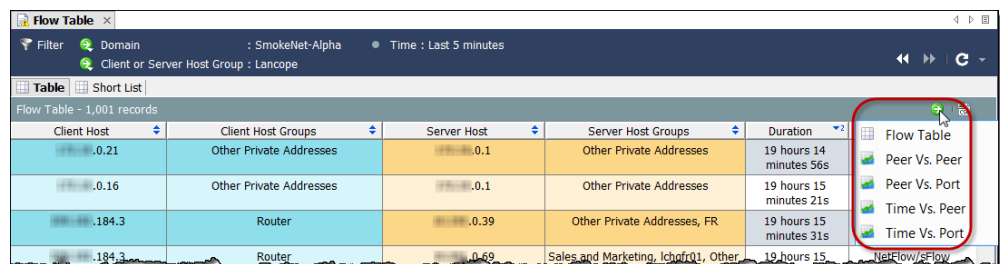 Flow Table ×
Filter Domain : SmokeNet-Alpha Time : Last 5 minutes
Client or Server Host Group : Lancope
Table Short List
Flow Table - 1,001 records
Client Host Client Host Groups Server Host Server Host Groups Duration 2
.0.21 Other Private Addresses .0.1 Other Private Addresses 19 hours 14
minutes 56s
.0.16 Other Private Addresses .0.1 Other Private Addresses 19 hours 15
minutes 21s
.184.3 Router .0.39 Other Private Addresses, FR 19 hours 15
minutes 31s
.184.3 Router .0.69 Sales and Marketing, lchqfr01, Other 19 hours 15 NetFlow/sFlow
Flow Table
Peer Vs. Peer
Peer Vs. Port
Time Vs. Peer
Time Vs. Port